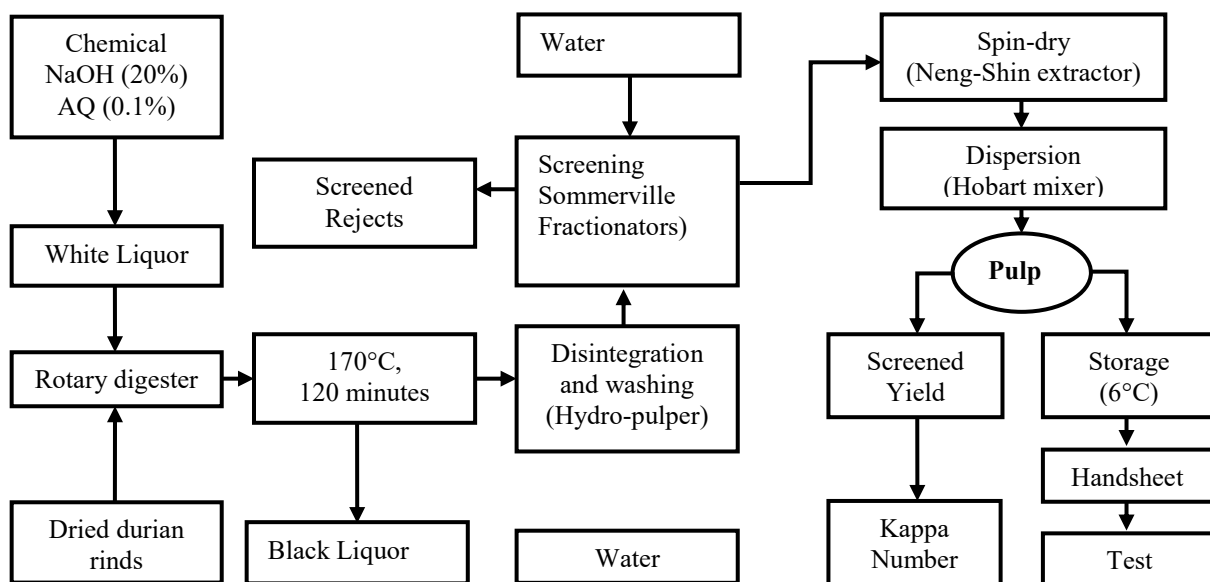 Chemical
NaOH (20%)
AQ (0.1%)
White Liquor
Rotary digester
Dried durian
rinds
170°C,
120 minutes
Black Liquor
Screened
Rejects
Water
Screening
Sommerville
Fractionators)
Disintegration
and washing
(Hydro-pulper)
Water
Spin-dry
(Neng-Shin extractor)
Dispersion
(Hobart mixer)
Pulp
Screened
Yield
Kappa
Number
Storage
(6°C)
Handsheet
Test